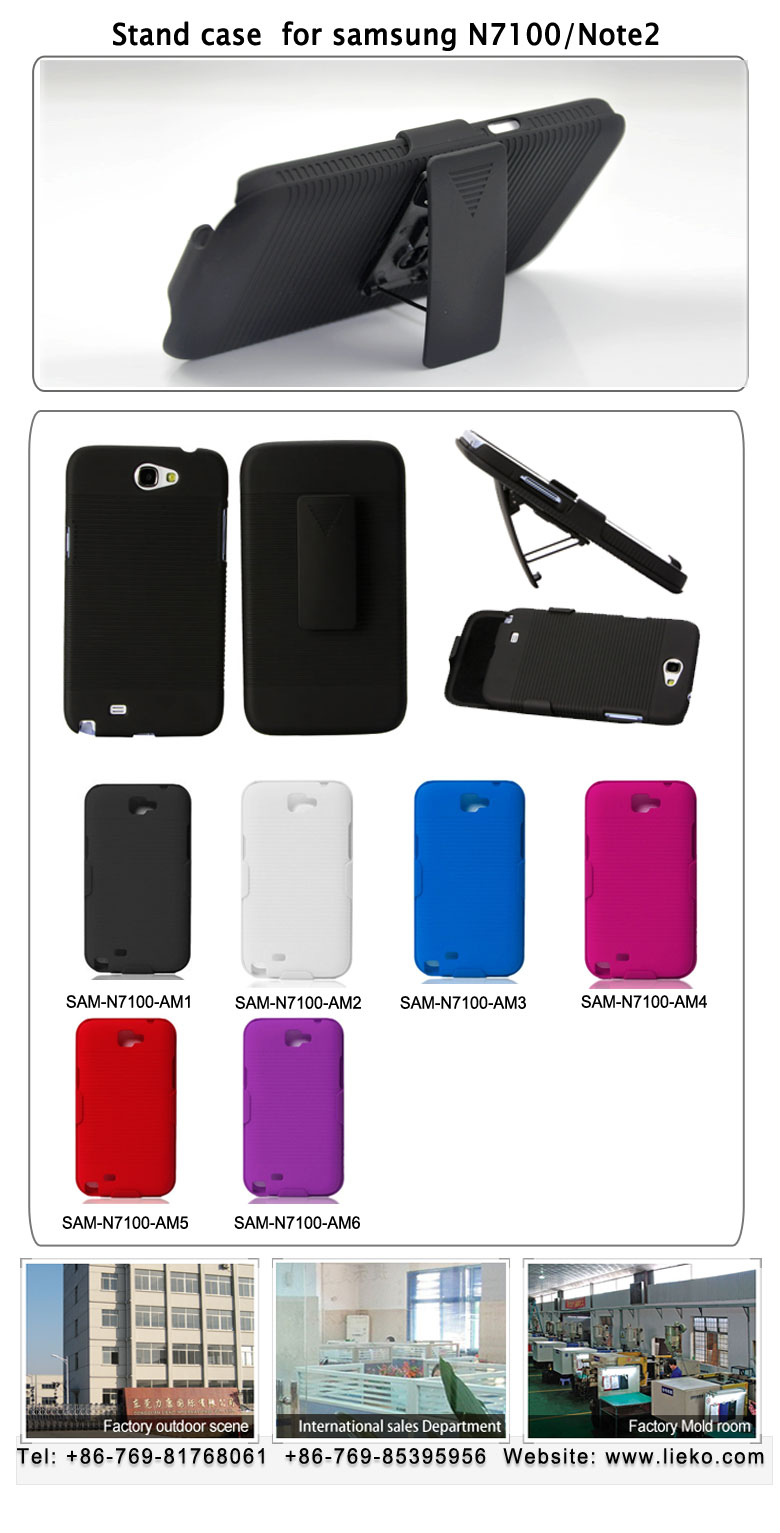 Stand case for samsung N7100/Note2
SAM-N7100-AM1 SAM-N7100-AM2 SAM-N7100-AM3 SAM-N7100-AM4
SAM-N7100-AM5 SAM-N7100-AM6
Factory outdoor scene International sales Department Factory Mold room
Tel: +86-769-81768061 +86-769-85395956 Website: www.lieko.com